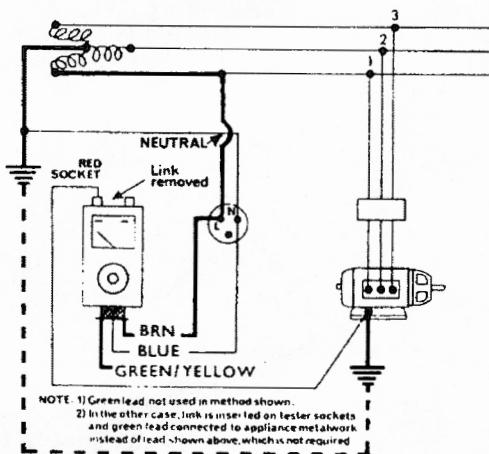 3
2
1
NEUTRAL
RED
SOCKET
Link
removed
L
N
BRN
BLUE
GREEN/YELLOW
NOTE. 1) Green lead not used in method shown.
2) In the other case, link is inserted on tester sockets
and green lead connected to appliance metalwork
instead of lead shown above, which is not required